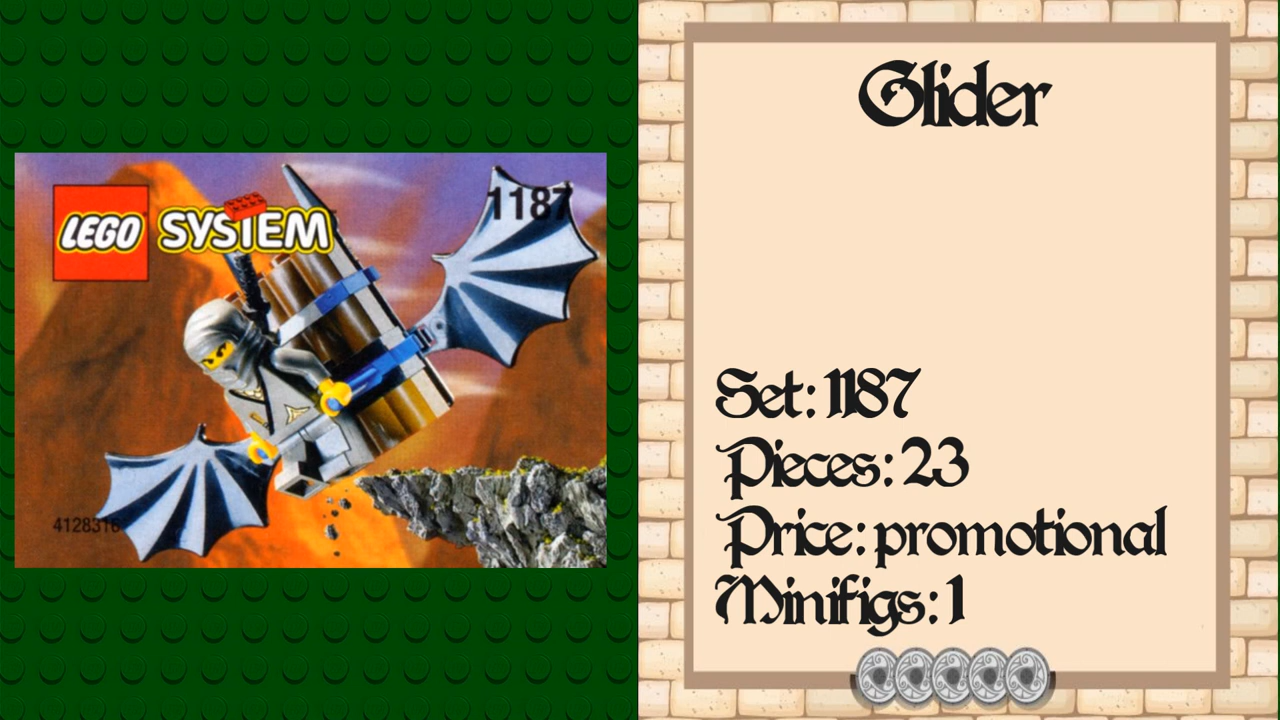 LEGO SYSTEM
1187
4128316
Glider
Set: 1187
Pieces: 23
Price: promotional
Minifigs: 1